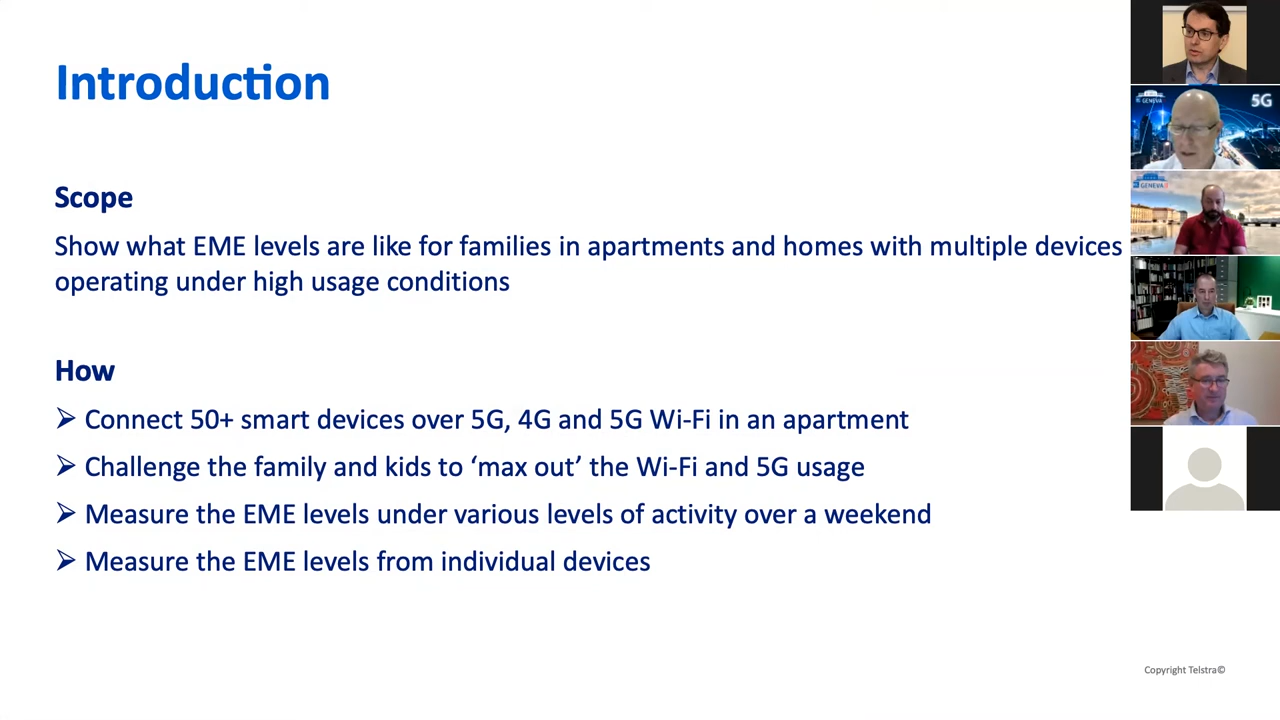 Introduction
Scope
Show what EME levels are like for families in apartments and homes with multiple devices
operating under high usage conditions
How
➢ Connect 50+ smart devices over 5G, 4G and 5G Wi-Fi in an apartment
➢ Challenge the family and kids to ‘max out’ the Wi-Fi and 5G usage
➢ Measure the EME levels under various levels of activity over a weekend
➢ Measure the EME levels from individual devices
Copyright Telstra©
GENEVA
5G
GENEVA